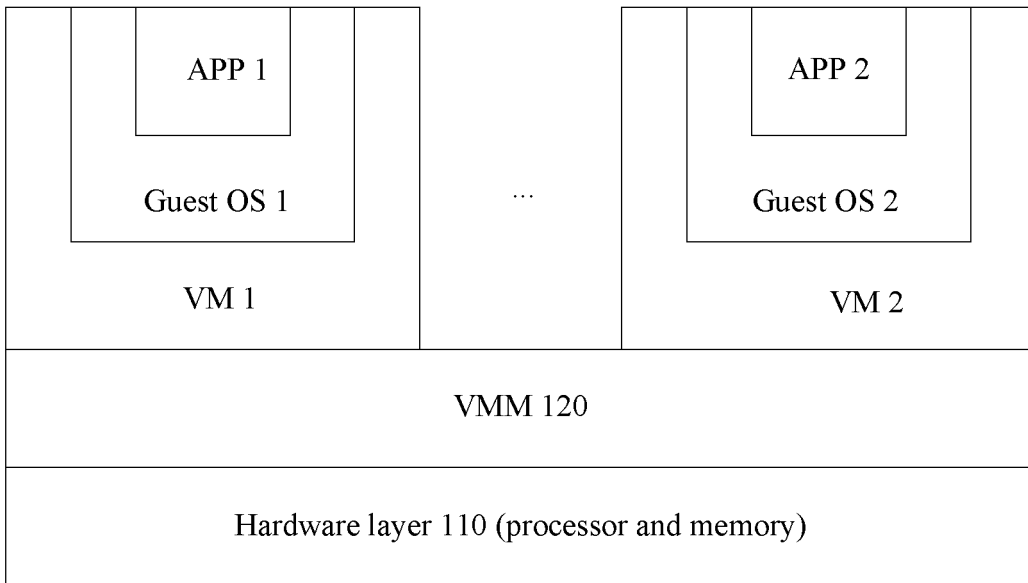 APP 1
APP 2
Guest OS 1
...
Guest OS 2
VM 1
VM 2
VMM 120
Hardware layer 110 (processor and memory)